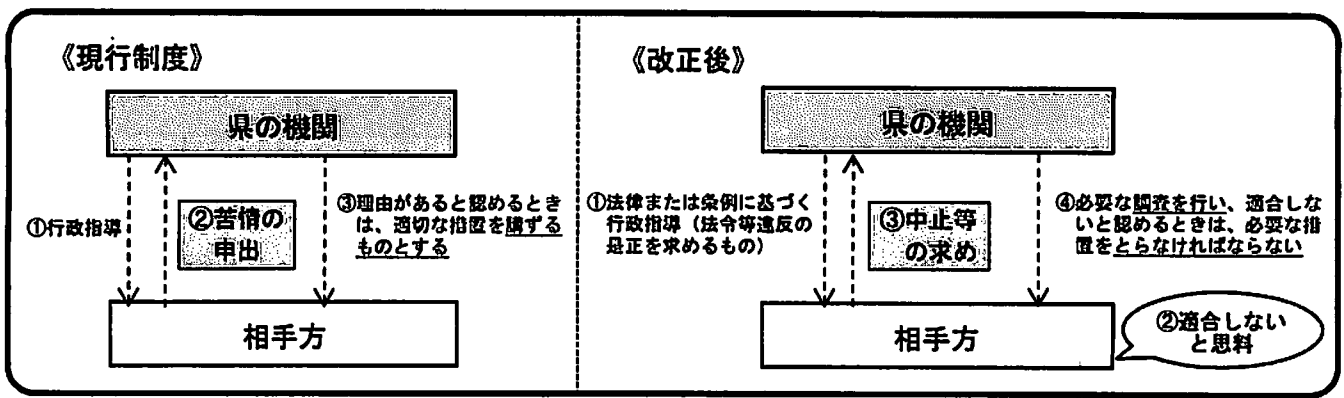 《現行制度》
県の機関
①行政指導
②苦情の
申出
③理由があると認めるとき
は、適切な措置を講ずる
ものとする
相手方
《改正後》
県の機関
①法律または条例に基づく
行政指導（法令等違反の
是正を求めるもの）
③中止等
の求め
④必要な調査を行い、適合しな
いと認めるときは、必要な措
置をとらなければならない
相手方
②適合しない
と思料